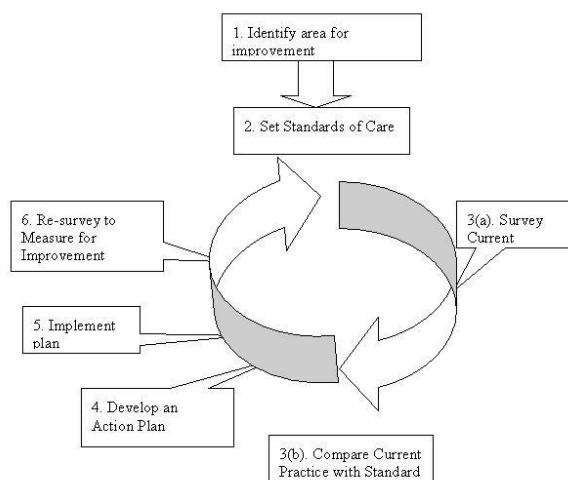 1. Identify area for
improvement
2. Set Standards of Care
3(a). Survey
Current
3(b). Compare Current
Practice with Standard
4. Develop an
Action Plan
5. Implement
plan
6. Re-survey to
Measure for
Improvement